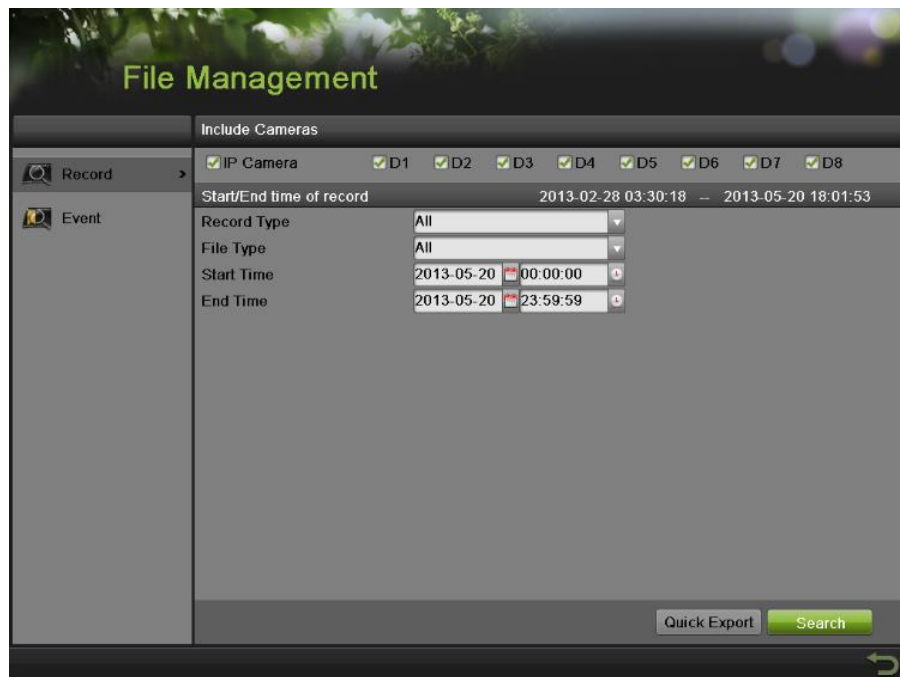 File Management
Include Cameras
Record
IP Camera D1 D2 D3 D4 D5 D6 D7 D8
Start/End time of record 2013-02-28 03:30:18 -- 2013-05-20 18:01:53
Event
Record Type All
File Type All
Start Time 2013-05-20 00:00:00
End Time 2013-05-20 23:59:59
Quick Export Search